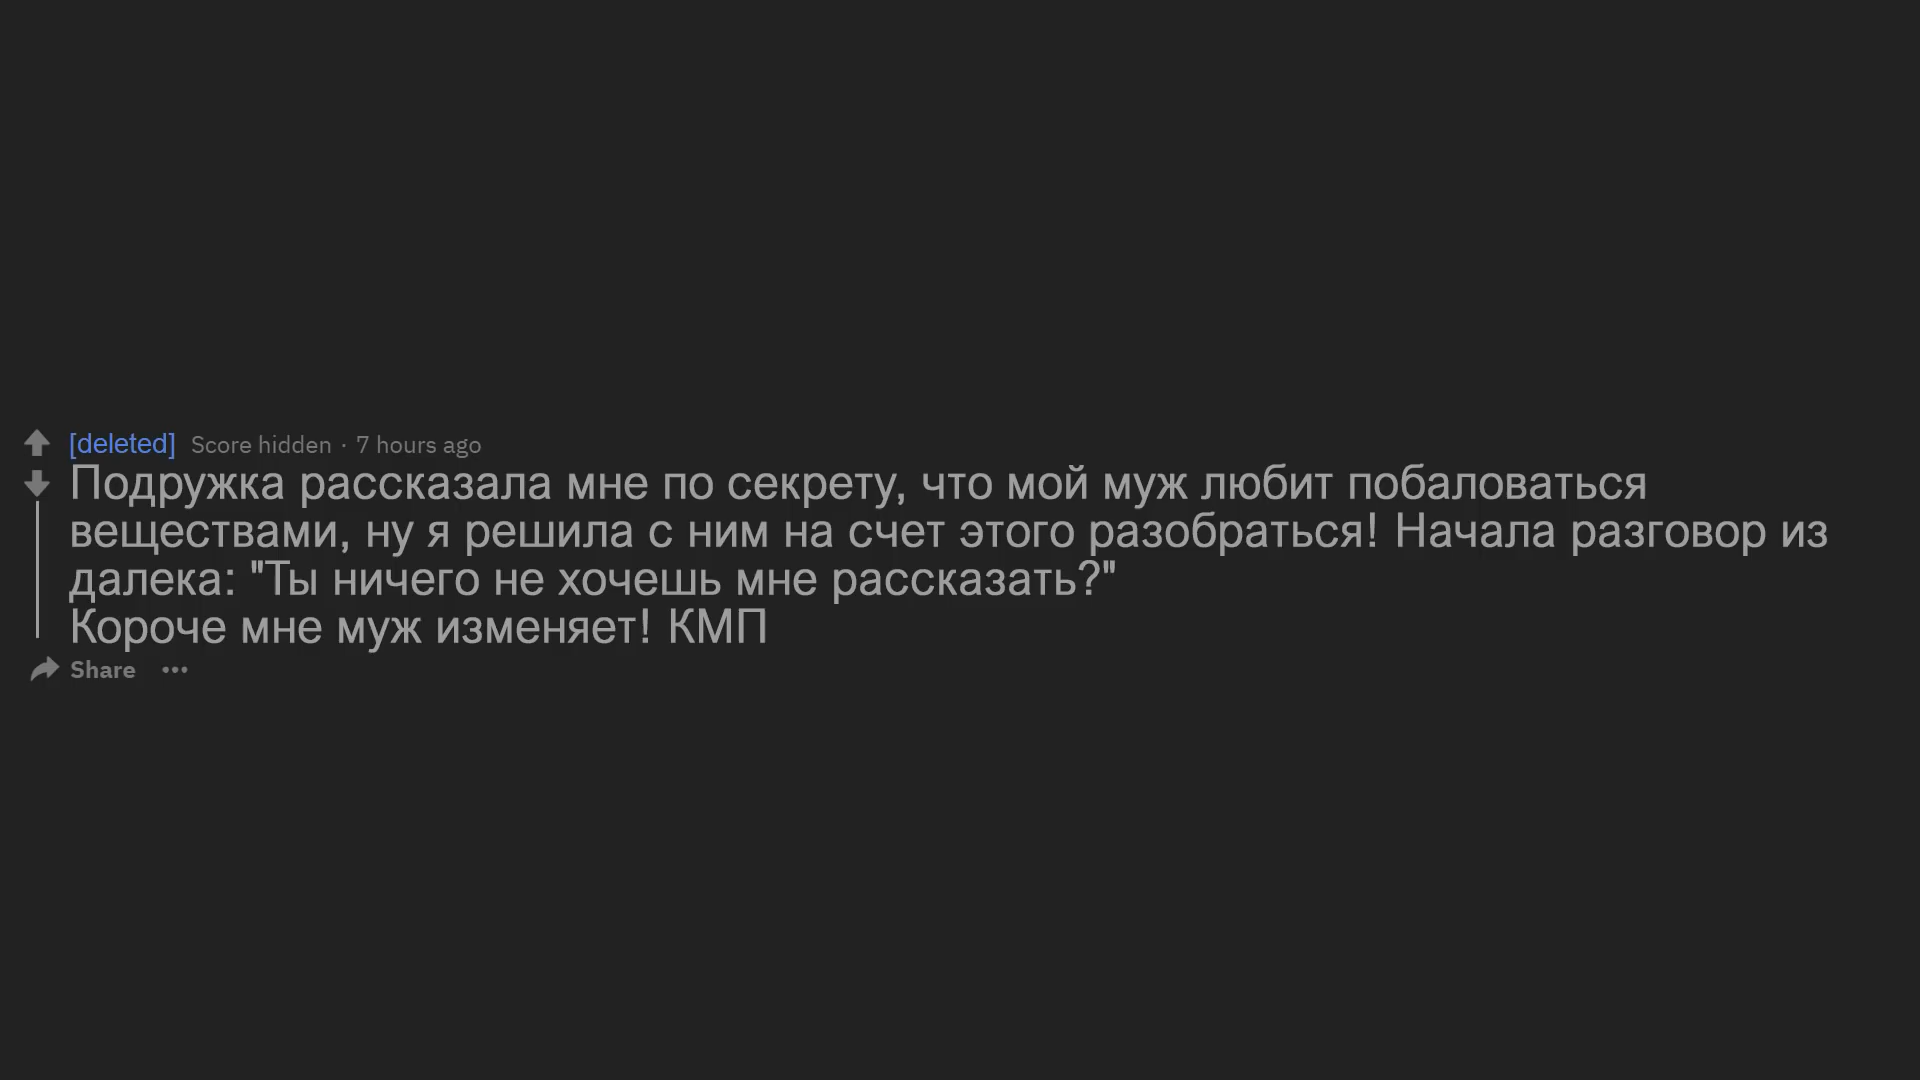 [deleted] Score hidden · 7 hours ago
Подружка рассказала мне по секрету, что мой муж любит побаловаться
веществами, ну я решила с ним на счет этого разобраться! Начала разговор из
далека: "Ты ничего не хочешь мне рассказать?"
Короче мне муж изменяет! КМП
Share ···